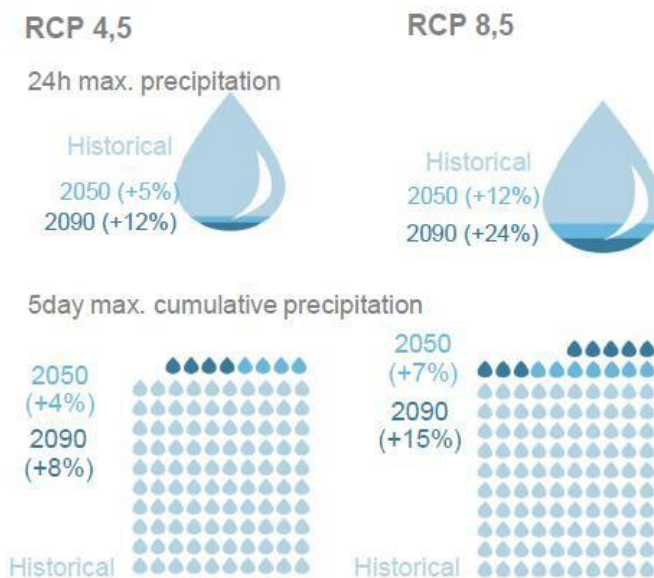 RCP 4,5
RCP 8,5
24h max. precipitation
Historical
2050 (+5%)
2090 (+12%)
Historical
2050 (+12%)
2090 (+24%)
5day max. cumulative precipitation
2050
(+4%)
2090
(+8%)
Historical
2050
(+7%)
2090
(+15%)
Historical